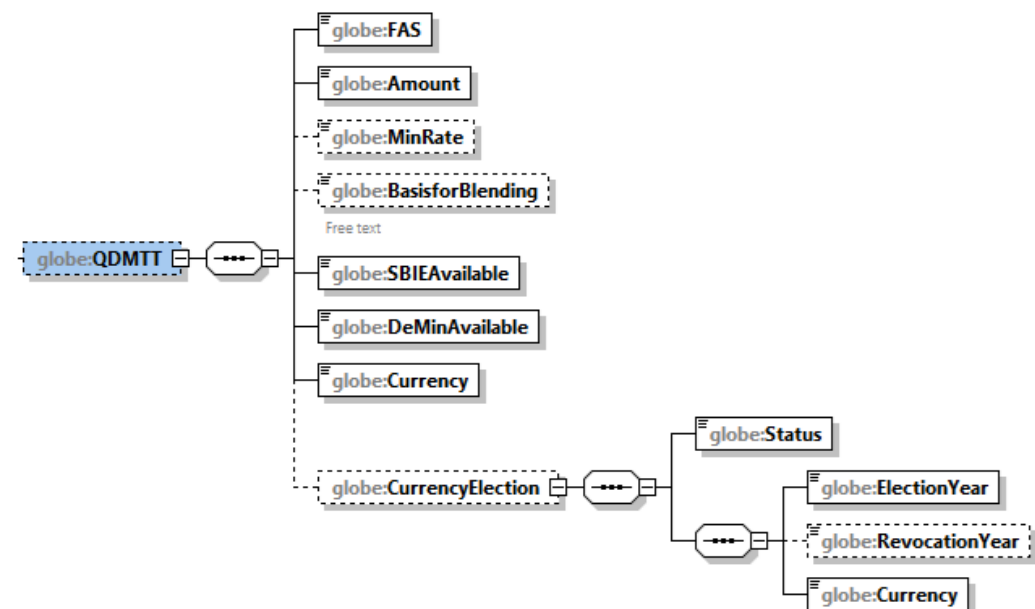 globe:FAS
globe:Amount
globe:MinRate
globe:BasisforBlending
Free text
globe:QDMTT
globe:SBIEAvailable
globe:DeMinAvailable
globe:Currency
globe:Status
globe:CurrencyElection
globe:ElectionYear
globe:RevocationYear
globe:Currency